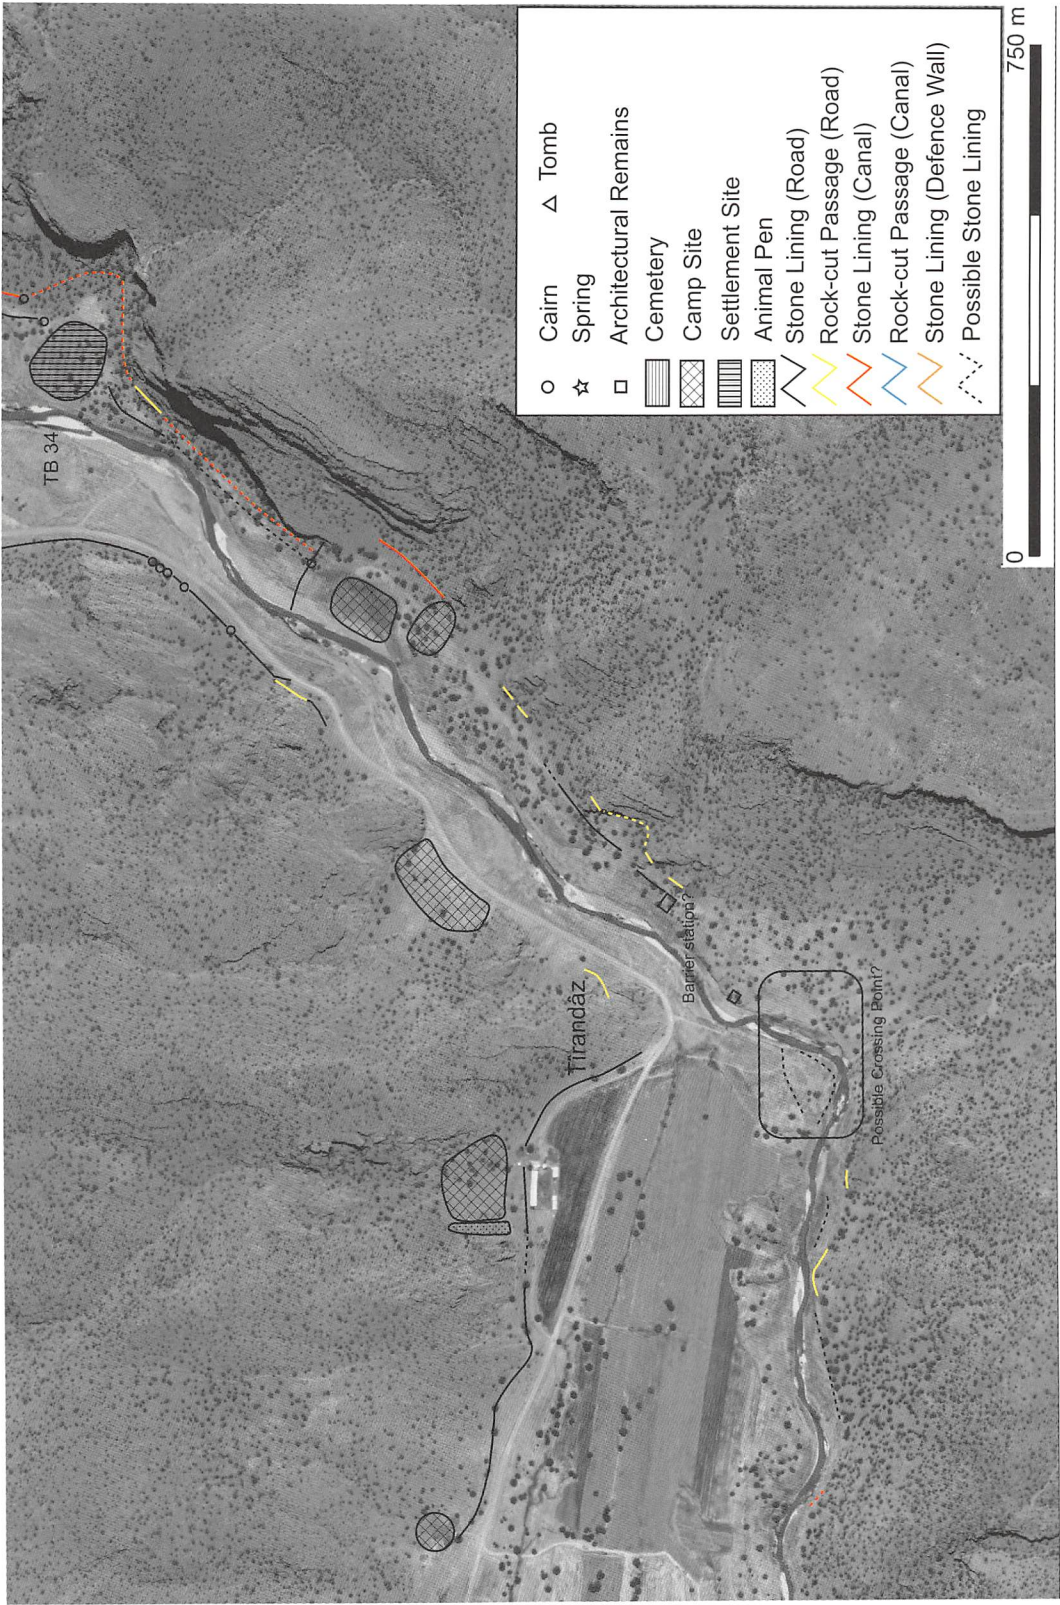 TB 34
Tirandāz
Barrier station?
Possible Crossing Point?
Cairn
Tomb
Spring
Architectural Remains
Cemetery
Camp Site
Settlement Site
Animal Pen
Stone Lining (Road)
Rock-cut Passage (Road)
Stone Lining (Canal)
Rock-cut Passage (Canal)
Stone Lining (Defence Wall)
Possible Stone Lining
0
750 m